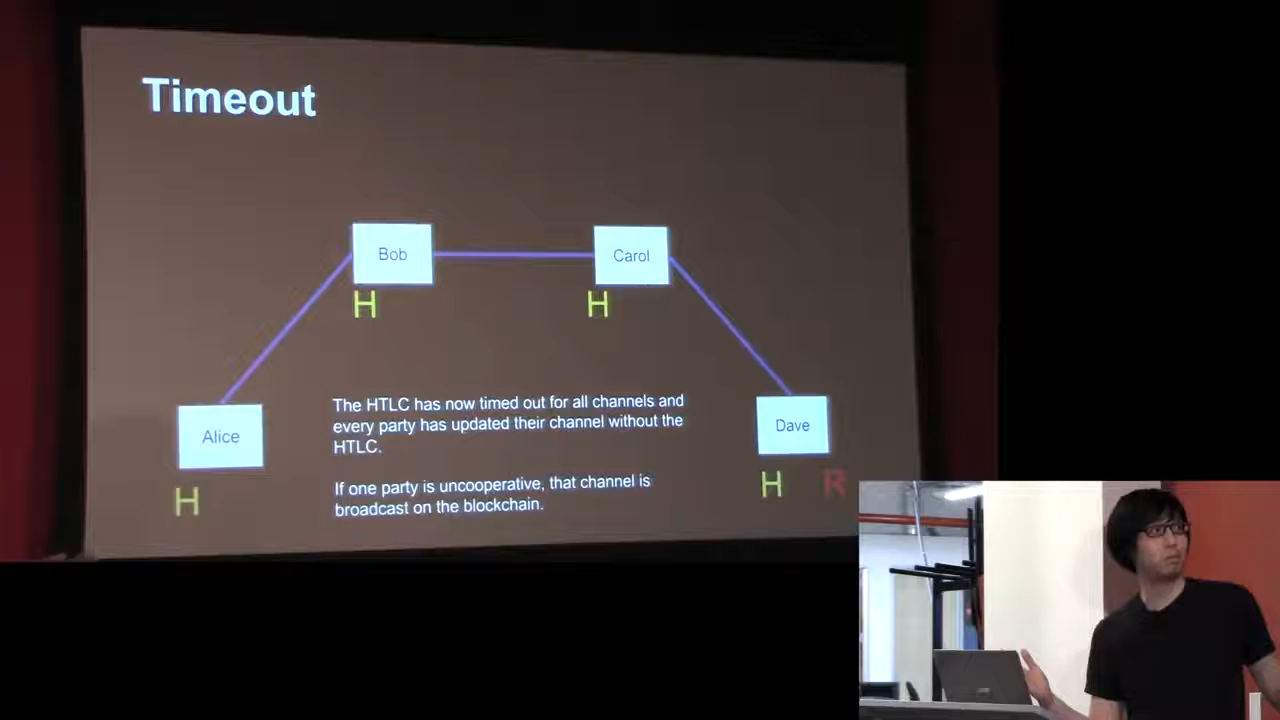 Timeout
Bob
Carol
H
H
The HTLC has now timed out for all channels and
every party has updated their channel without the
HTLC.
Alice
Dave
If one party is uncooperative, that channel is
broadcast on the blockchain.
H
H
R